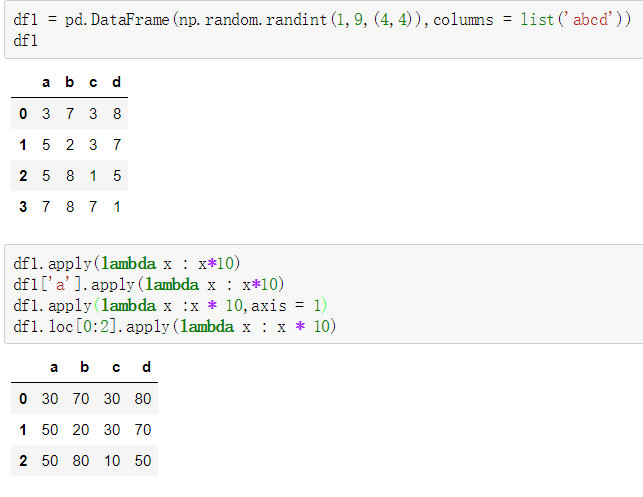 df1 = pd.DataFrame(np.random.randint(1,9,(4,4)),columns = list('abcd'))
df1
a b c d
0 3 7 3 8
1 5 2 3 7
2 5 8 1 5
3 7 8 7 1
df1.apply(lambda x : x*10)
df1['a'].apply(lambda x : x*10)
df1.apply(lambda x :x * 10,axis = 1)
df1.loc[0:2].apply(lambda x : x * 10)
a b c d
0 30 70 30 80
1 50 20 30 70
2 50 80 10 50